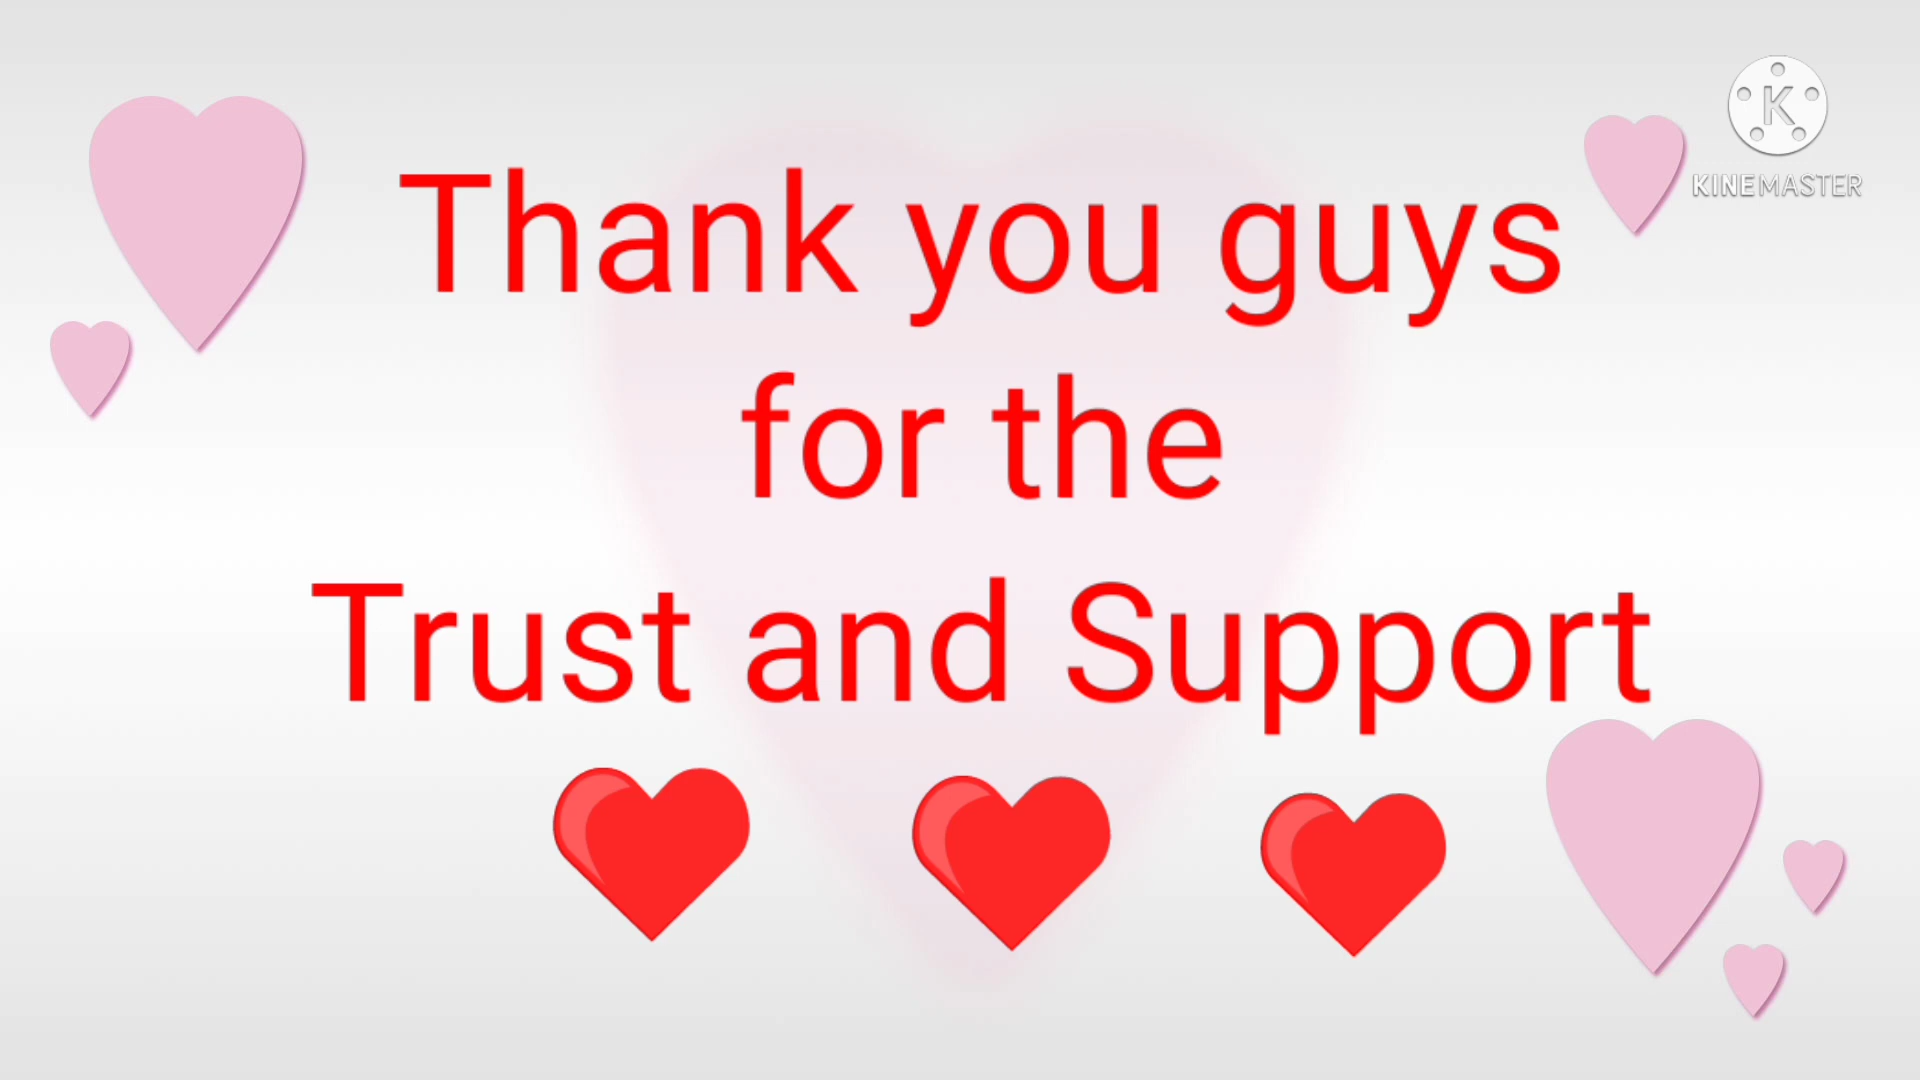 Thank you guys
for the
Trust and Support
K
KINEMASTER